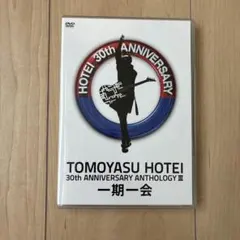 DVD
HOTEI 30th ANNIVERSARY
TOMOYASU HOTEI
30th ANNIVERSARY ANTHOLOGY III
一期一会